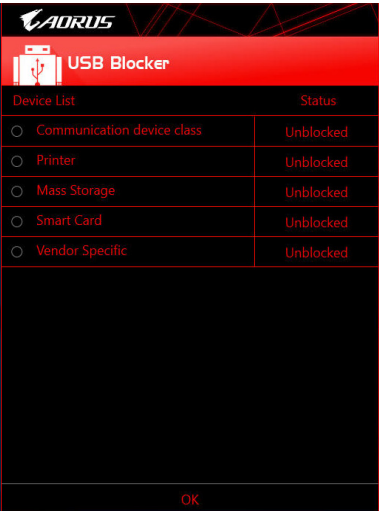 AORUS
USB Blocker
Device List Status
Communication device class Unblocked
Printer Unblocked
Mass Storage Unblocked
Smart Card Unblocked
Vendor Specific Unblocked
OK